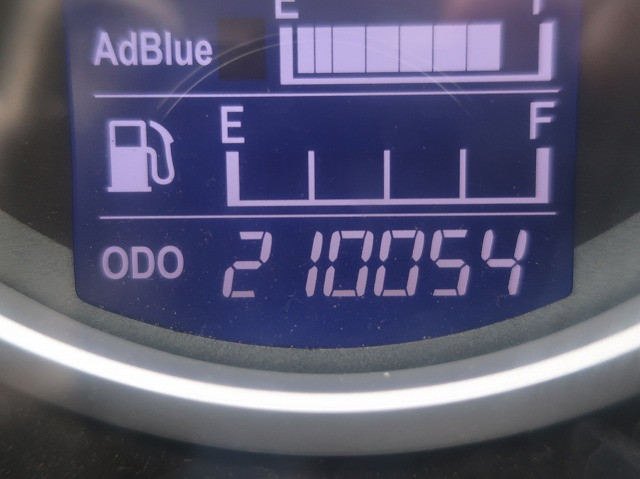 E F
AdBlue
E F
ODO 210054